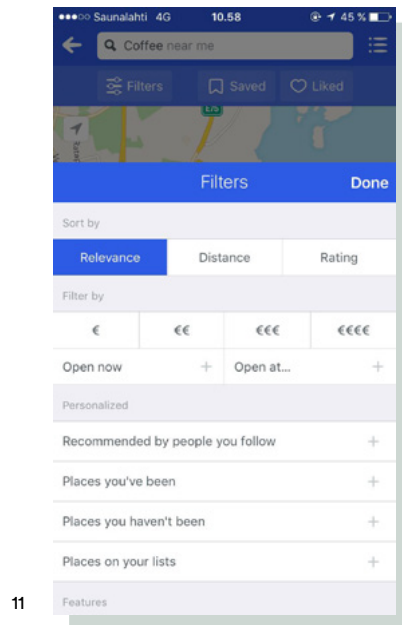 ●●●○○ Saunalahti 4G 10.58 45 %
Coffee near me
Filters Saved Liked
E75
Filters Done
Sort by
Relevance Distance Rating
Filter by
€ €€ €€€ €€€€
Open now + Open at... +
Personalized
Recommended by people you follow +
Places you've been +
Places you haven't been +
Places on your lists +
Features
11